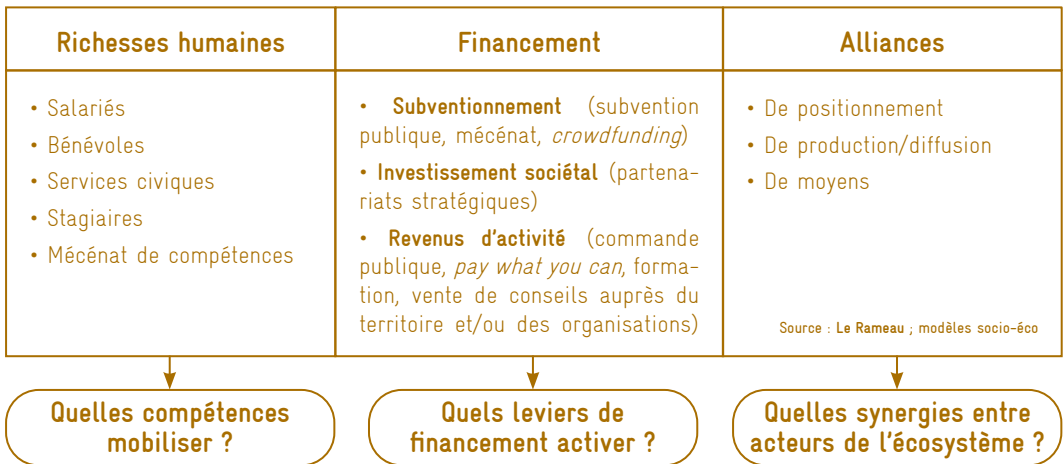 Richesses humaines
• Salariés
• Bénévoles
• Services civiques
• Stagiaires
• Mécénat de compétences
Financement
• Subventionnement (subvention
publique, mécénat, crowdfunding)
• Investissement sociétal (partena-
riats stratégiques)
• Revenus d'activité (commande
publique, pay what you can, forma-
tion, vente de conseils auprès du
territoire et/ou des organisations)
Alliances
• De positionnement
• De production/diffusion
• De moyens
Source : Le Rameau ; modèles socio-éco
Quelles compétences
mobiliser ?
Quels leviers de
financement activer ?
Quelles synergies entre
acteurs de l'écosystème ?